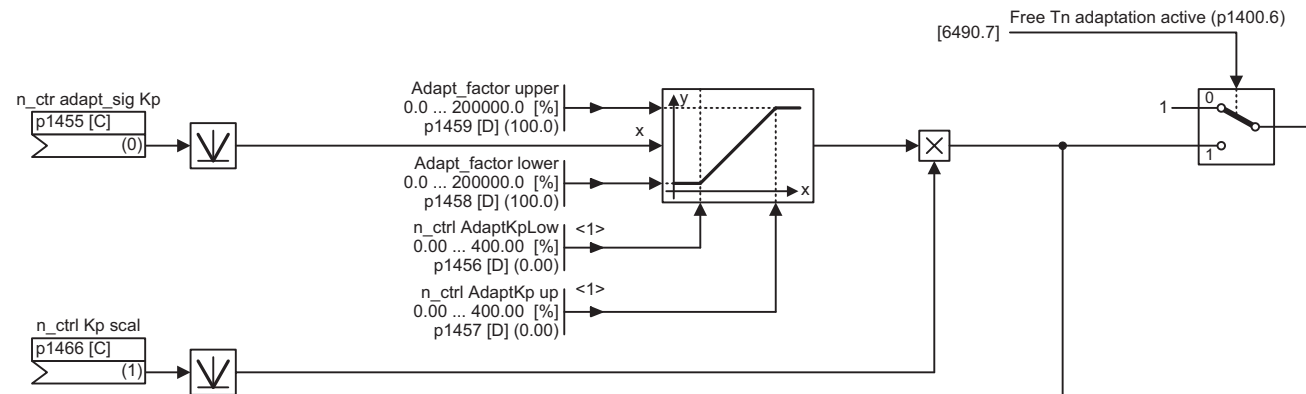 Free Tn adaptation active (p1400.6)
[6490.7]
n_ctr adapt_sig Kp
p1455 [C]
(0)
Adapt_factor upper
0.0 ... 200000.0 [%]
p1459 [D] (100.0)
x
y
x
Adapt_factor lower
0.0 ... 200000.0 [%]
p1458 [D] (100.0)
n_ctrl AdaptKpLow <1>
0.00 ... 400.00 [%]
p1456 [D] (0.00)
n_ctrl AdaptKp up <1>
0.00 ... 400.00 [%]
p1457 [D] (0.00)
1
0
1
n_ctrl Kp scal
p1466 [C]
(1)